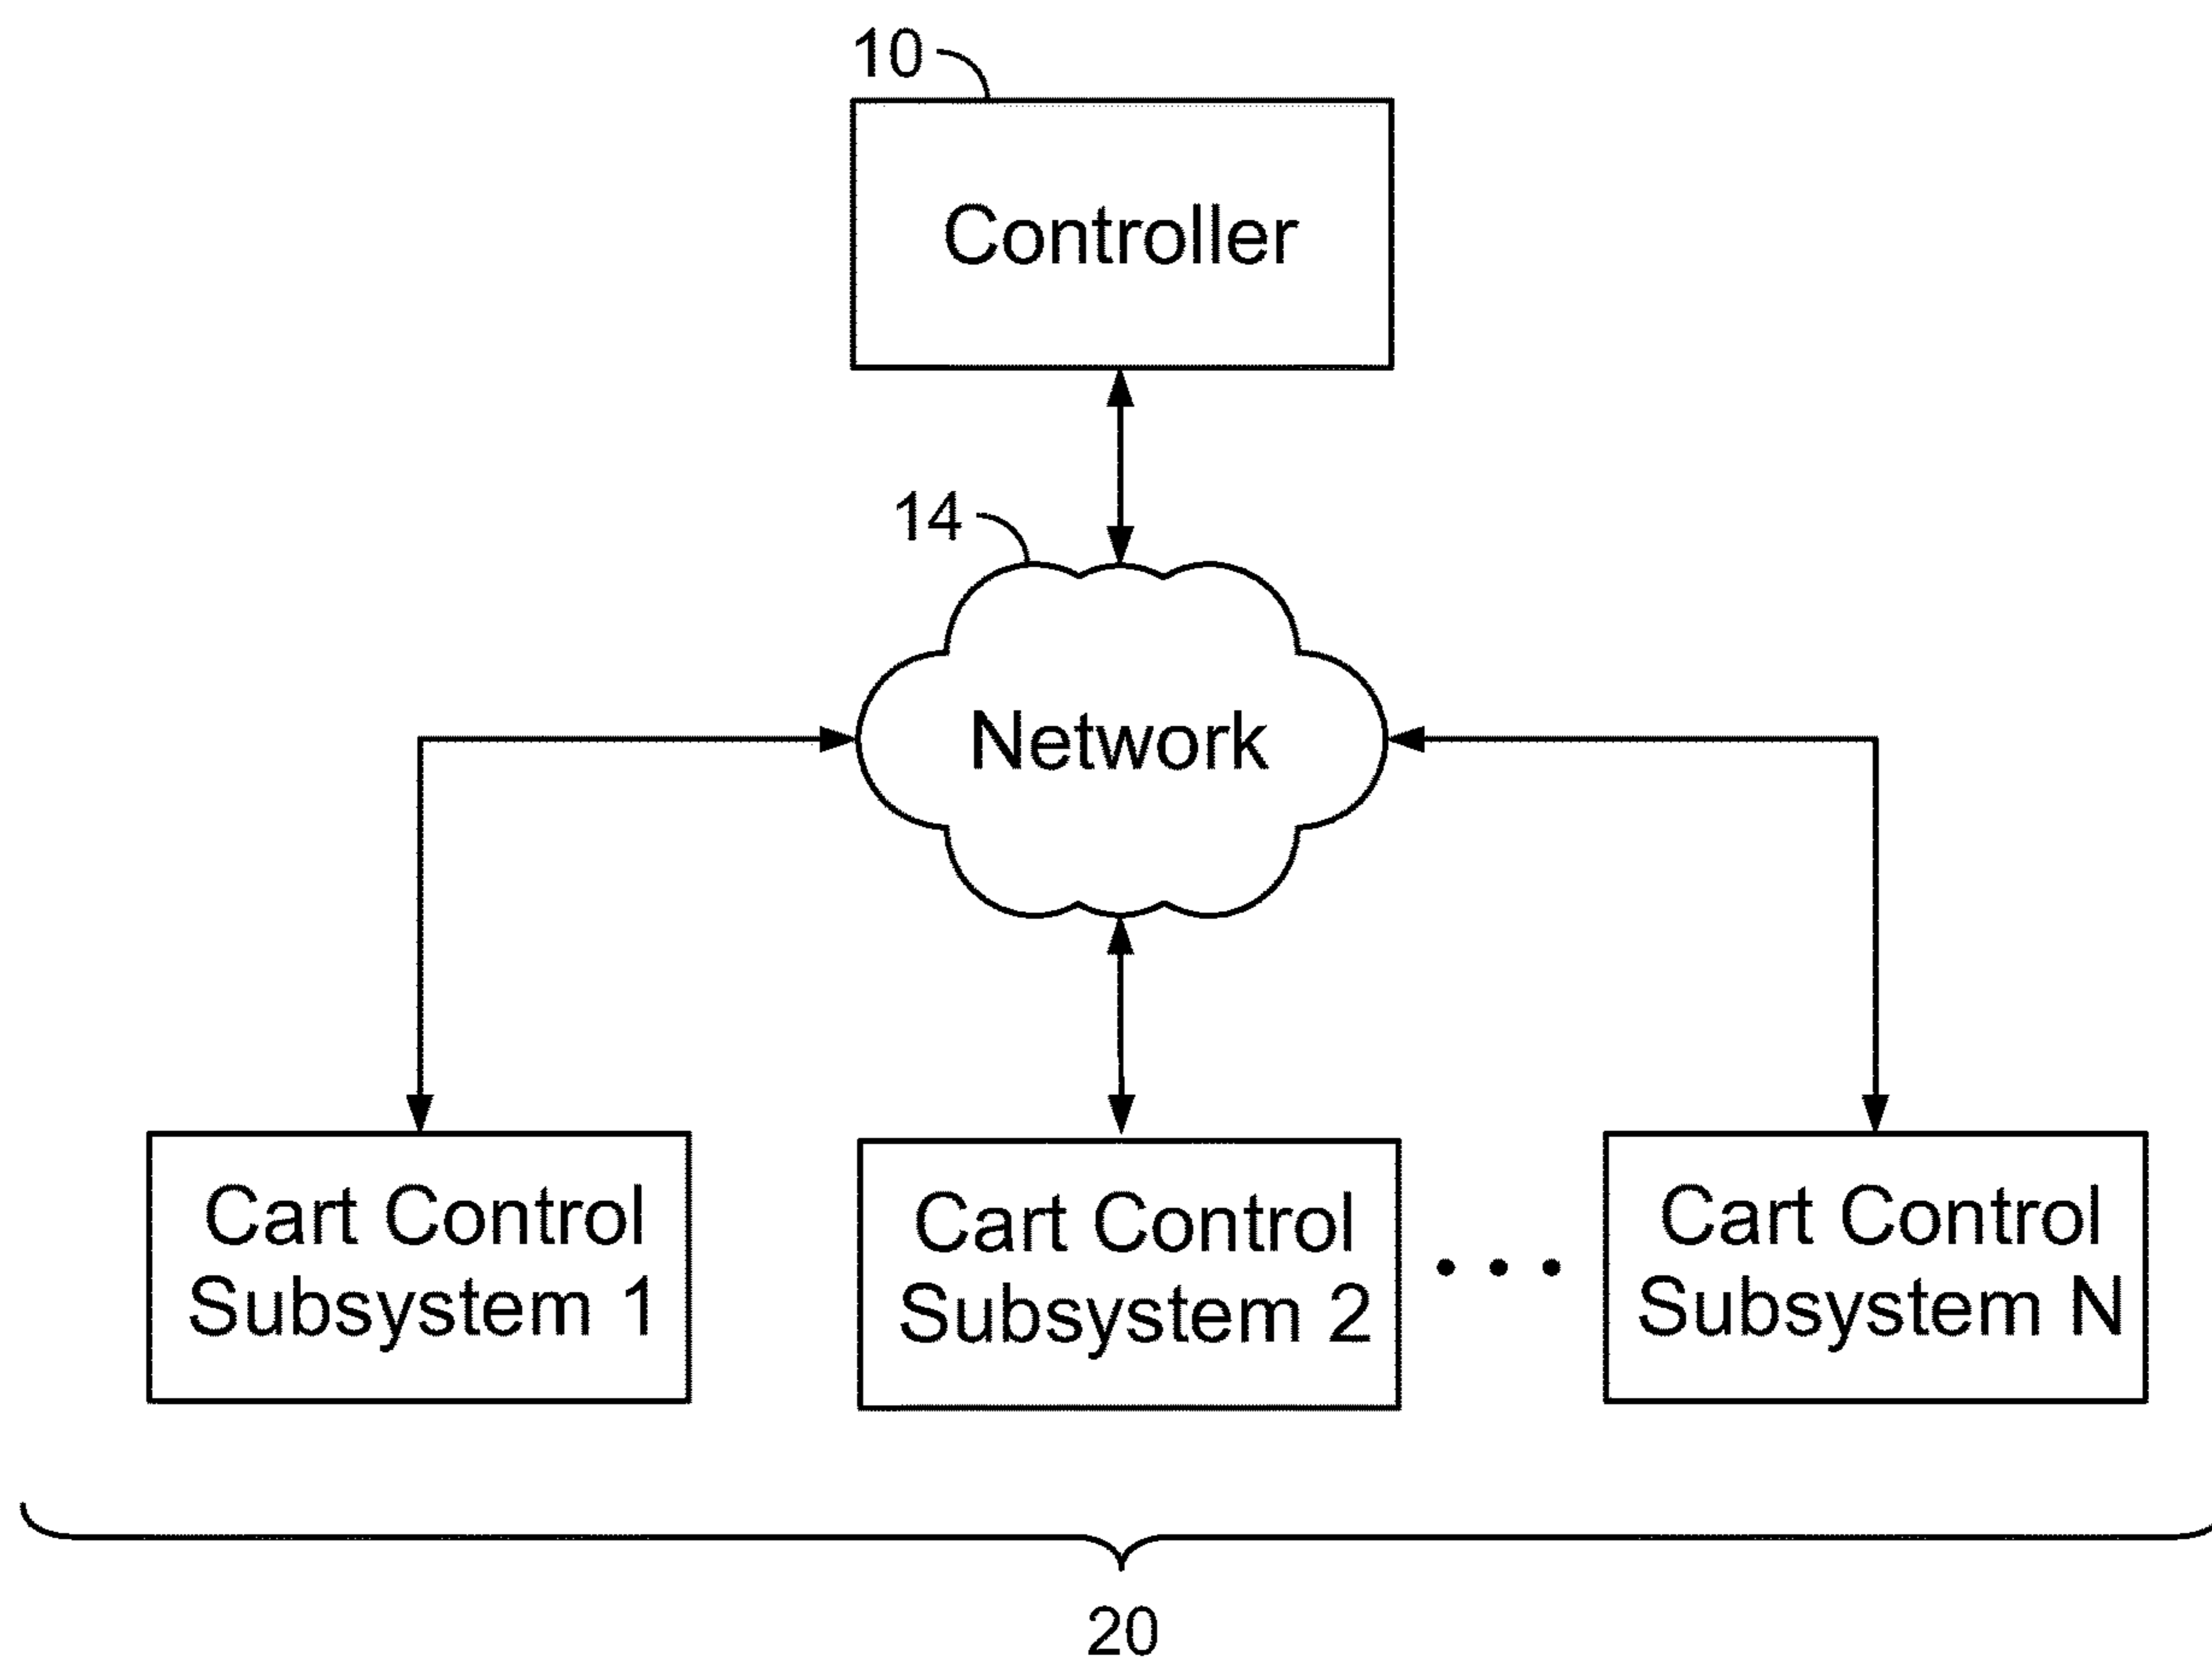 10
Controller
14
Network
Cart Control
Subsystem 1
Cart Control
Subsystem 2
Cart Control
Subsystem N
20